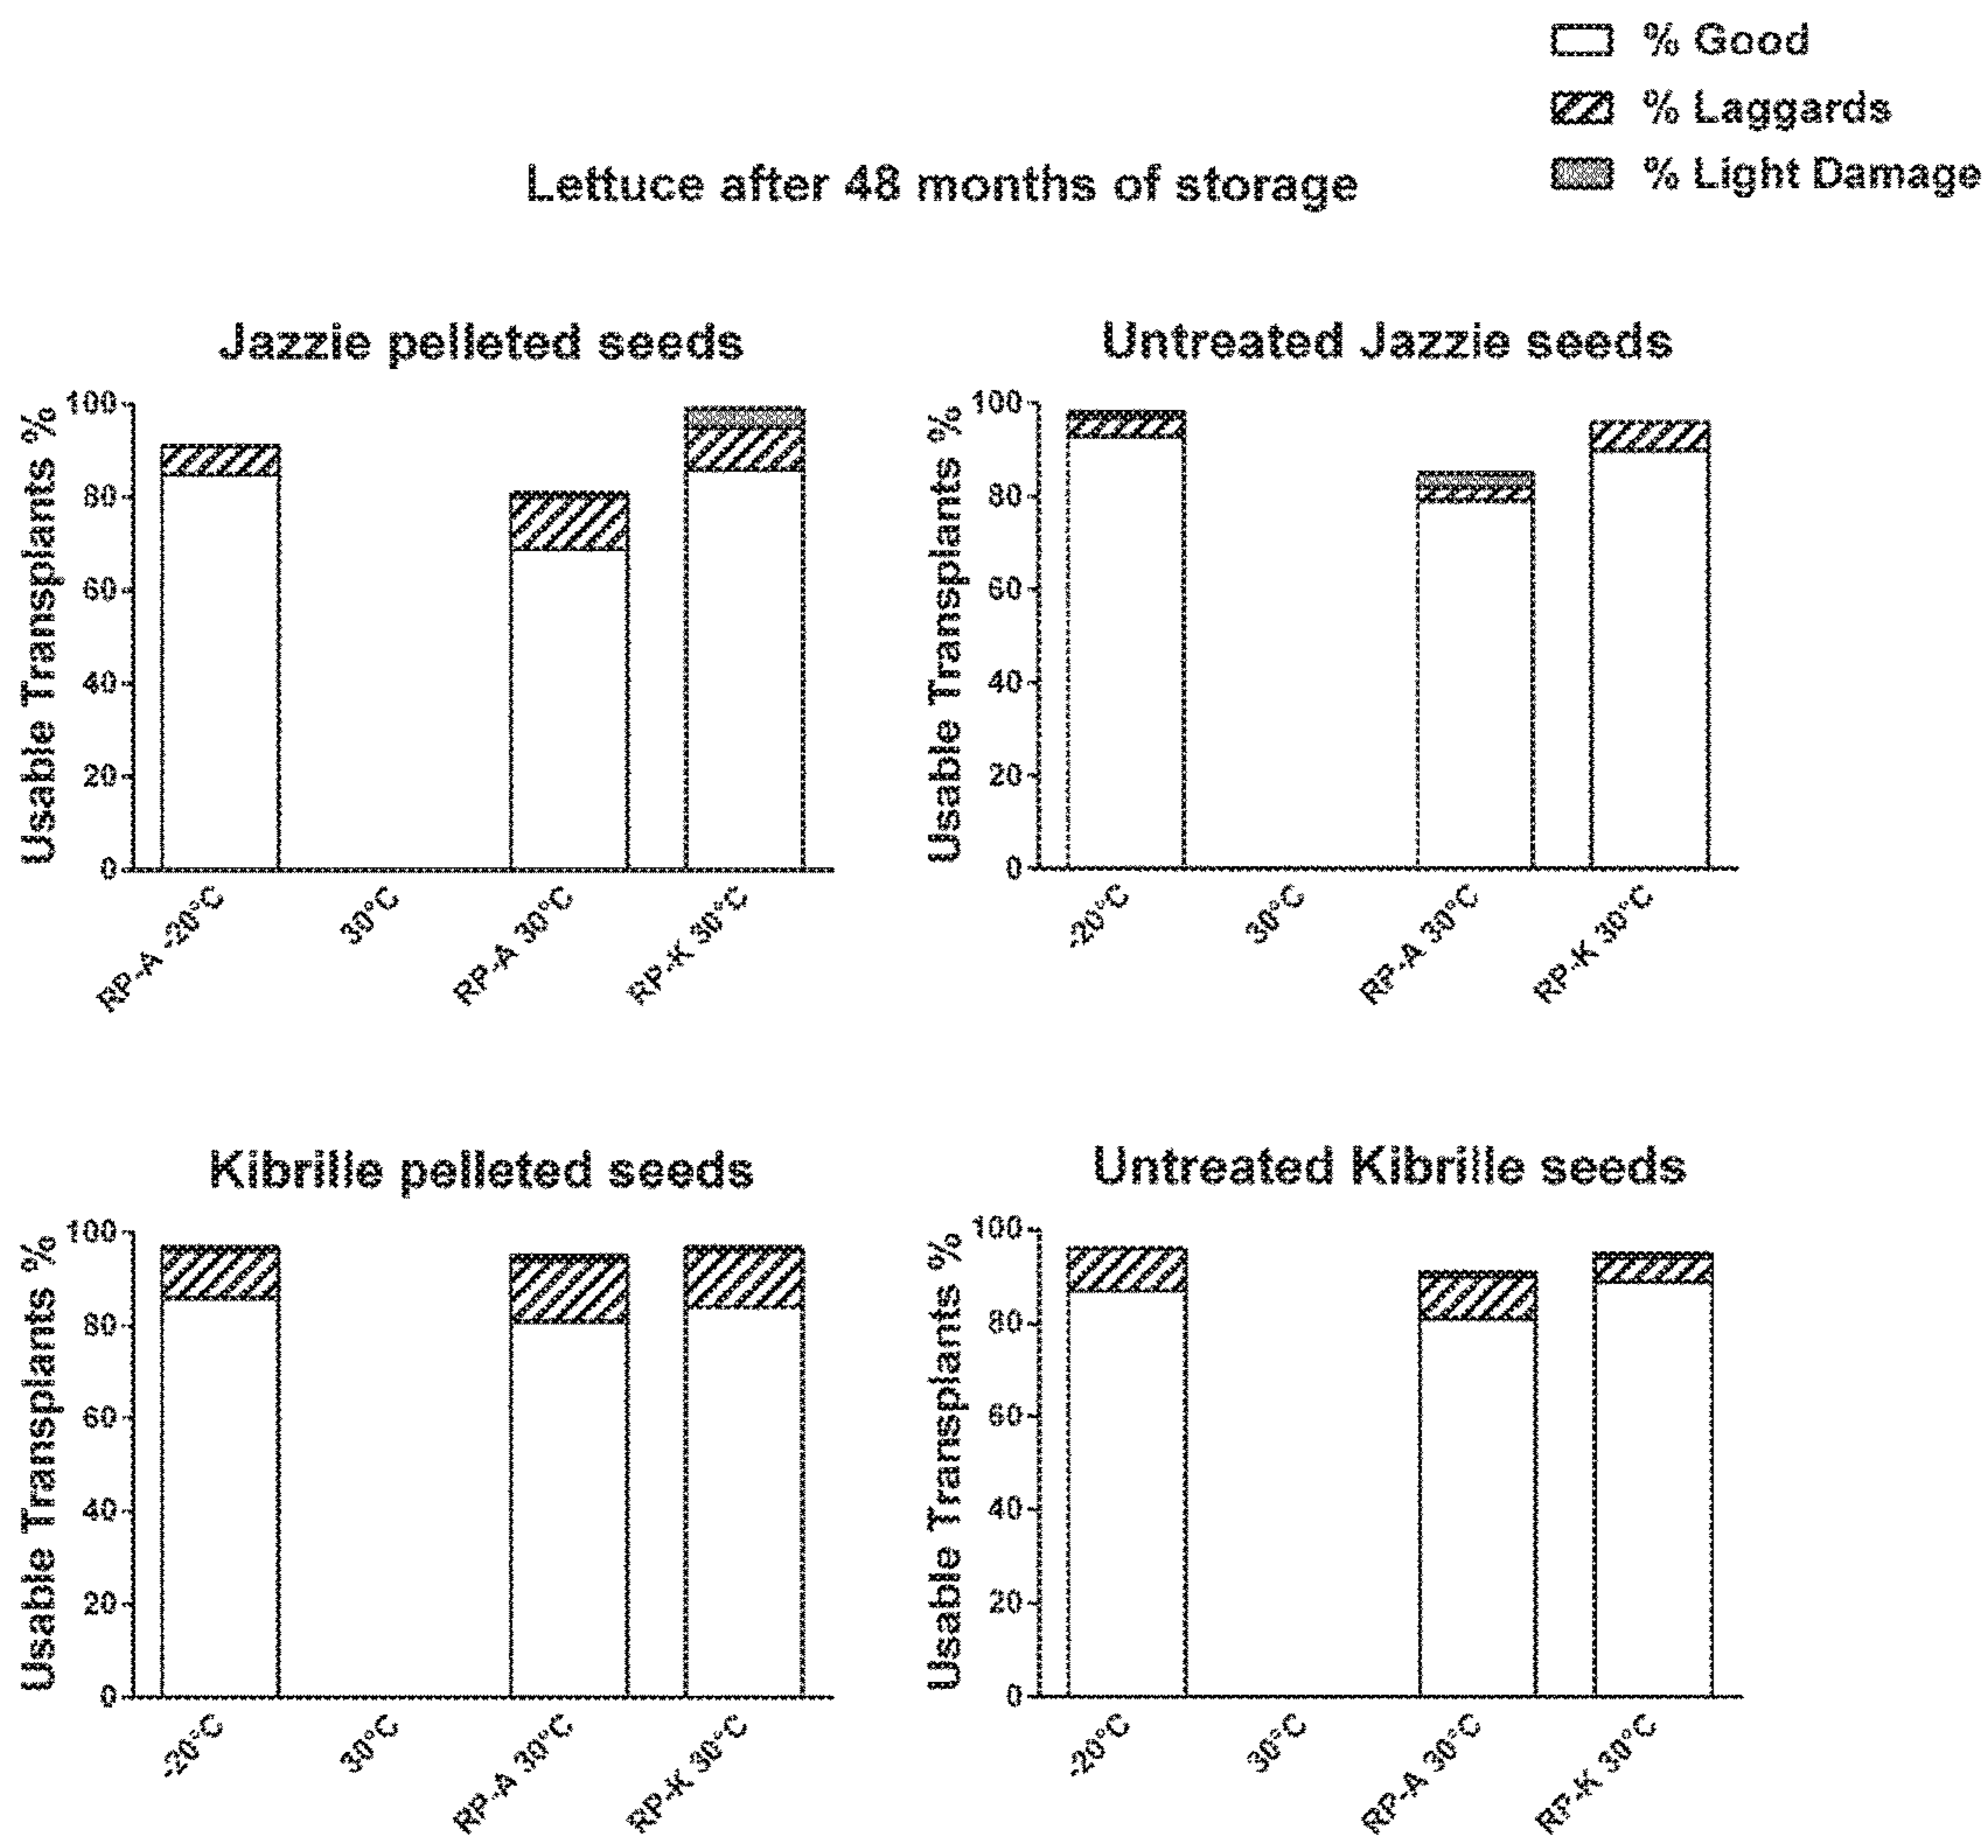 % Good
% Laggards
% Light Damage
Lettuce after 48 months of storage
Jazzie pelleted seeds
Usable Transplants %
100
80
60
40
20
0
RP-A -20°C
30°C
RP-A 30°C
RP-K 30°C
Untreated Jazzie seeds
Usable Transplants %
100
80
60
40
20
0
-20°C
30°C
RP-A 30°C
RP-K 30°C
Kibrille pelleted seeds
Usable Transplants %
100
80
60
40
20
0
-20°C
30°C
RP-A 30°C
RP-K 30°C
Untreated Kibrille seeds
Usable Transplants %
100
80
60
40
20
0
-20°C
30°C
RP-A 30°C
RP-K 30°C